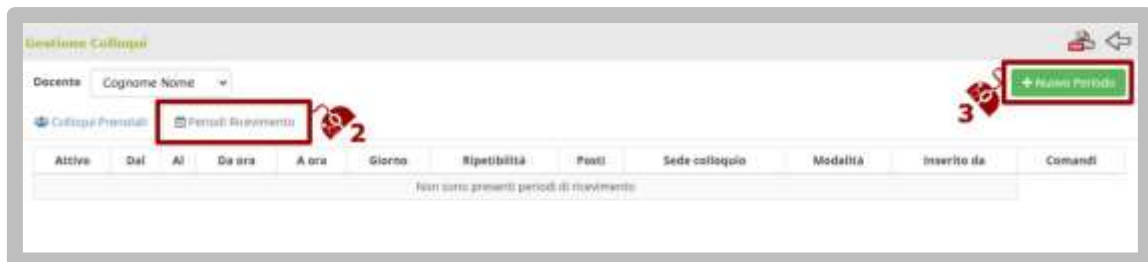 Gestione Colloqui
Docente Cognome Nome + Nuovo Periodo
Colloqui Prenotati Periodi Ricevimento 2 3
Attivo Dal Al Da ora A ora Giorno Ripetibilità Posti Sede colloquio Modalità Inserito da Comandi
Non sono presenti periodi di ricevimento